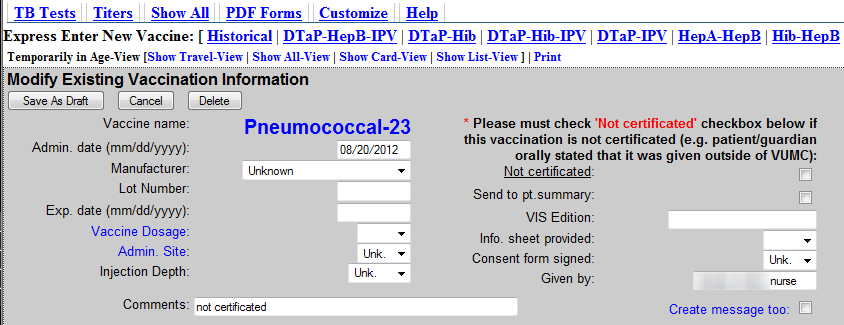 TB Tests | Titers | Show All | PDF Forms | Customize | Help
Express Enter New Vaccine: [ Historical | DTaP-HepB-IPV | DTaP-Hib | DTaP-Hib-IPV | DTaP-IPV | HepA-HepB | Hib-HepB
Temporarily in Age-View [Show Travel-View | Show All-View | Show Card-View | Show List-View ] | Print
Modify Existing Vaccination Information
Save As Draft Cancel Delete
Vaccine name: Pneumococcal-23
Admin. date (mm/dd/yyyy): 08/20/2012
Manufacturer: Unknown
Lot Number:
Exp. date (mm/dd/yyyy):
Vaccine Dosage:
Admin. Site: Unk.
Injection Depth: Unk.
* Please must check 'Not certificated' checkbox below if
this vaccination is not certificated (e.g. patient/guardian
orally stated that it was given outside of VUMC):
Not certificated:
Send to pt.summary:
VIS Edition:
Info. sheet provided:
Consent form signed: Unk.
Given by: nurse
Comments: not certificated
Create message too: